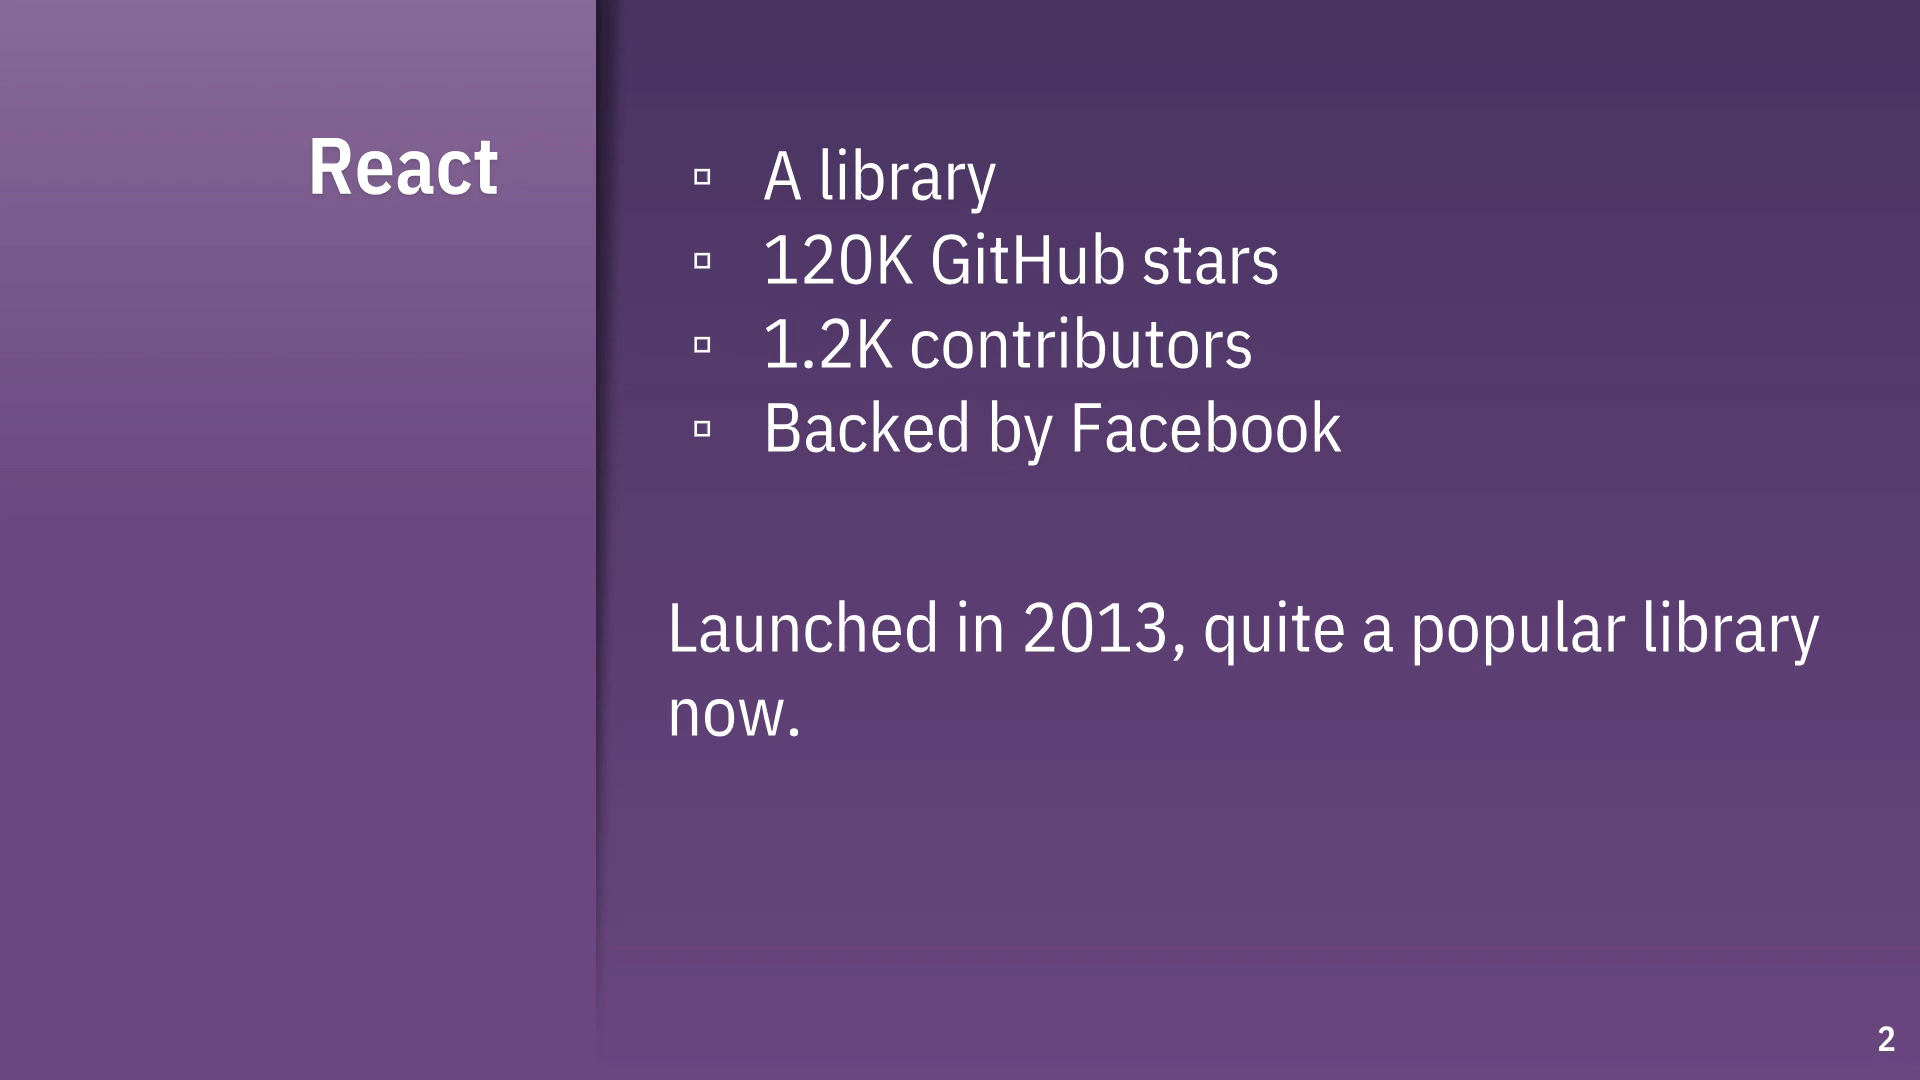 React
▫ A library
▫ 120K GitHub stars
▫ 1.2K contributors
▫ Backed by Facebook
Launched in 2013, quite a popular library
now.
2